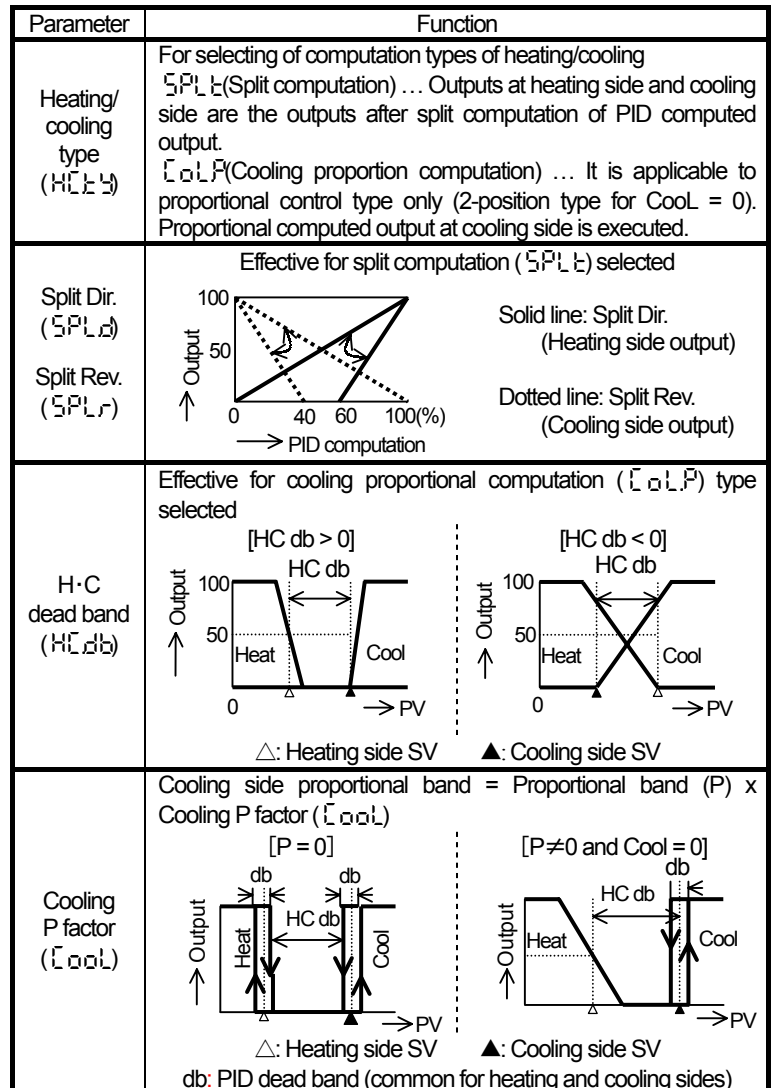 Parameter Function
Heating/
cooling
type
(HCtY)
For selecting of computation types of heating/cooling
SPLt(Split computation) … Outputs at heating side and cooling
side are the outputs after split computation of PID computed
output.
CoLP(Cooling proportion computation) … It is applicable to
proportional control type only (2-position type for CooL = 0).
Proportional computed output at cooling side is executed.
Split Dir.
(SPLd)
Split Rev.
(SPLr)
Effective for split computation (SPLt) selected
100
50
Output
0 40 60 100(%)
PID computation
Solid line: Split Dir.
(Heating side output)
Dotted line: Split Rev.
(Cooling side output)
H·C
dead band
(HCdb)
Effective for cooling proportional computation (CoLP) type
selected
[HC db > 0]
HC db
100
50
Output
Heat Cool
0 → PV
[HC db < 0]
HC db
100
50
Output
Heat Cool
0 → PV
△: Heating side SV ▲: Cooling side SV
Cooling
P factor
(CooL)
Cooling side proportional band = Proportional band (P) x
Cooling P factor (CooL)
[P = 0]
db db
HC db
Output
Heat Cool
→ PV
[P≠0 and Cool = 0]
db
HC db
Output
Heat Cool
→ PV
△: Heating side SV ▲: Cooling side SV
db: PID dead band (common for heating and cooling sides)